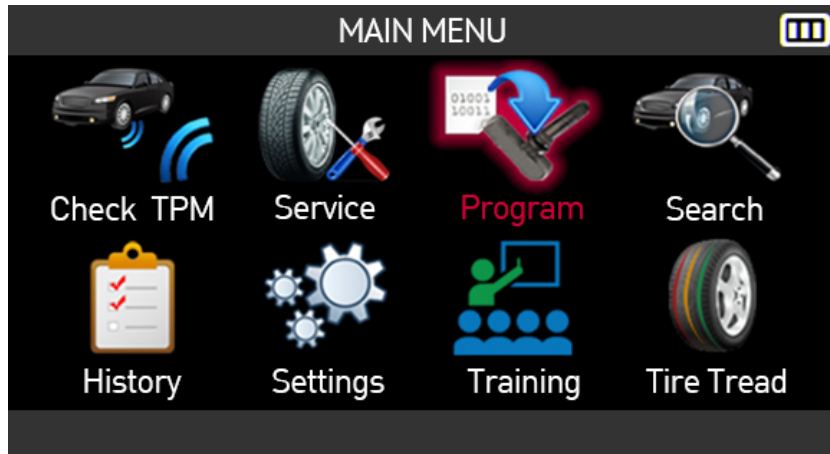 MAIN MENU
01001
10011
Check TPM
Service
Program
Search
History
Settings
Training
Tire Tread